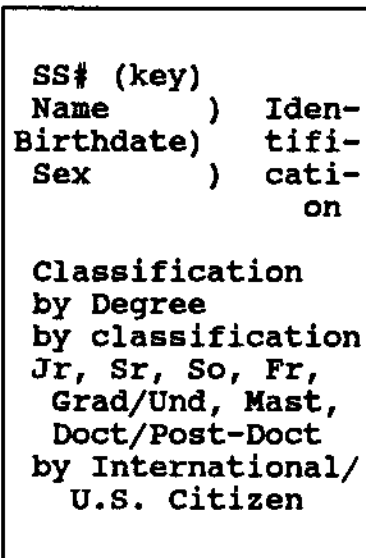 SS# (key)
Name ) Iden-
Birthdate) tifi-
Sex ) cati-
on
Classification
by Degree
by classification
Jr, Sr, So, Fr,
Grad/Und, Mast,
Doct/Post-Doct
by International/
U.S. Citizen